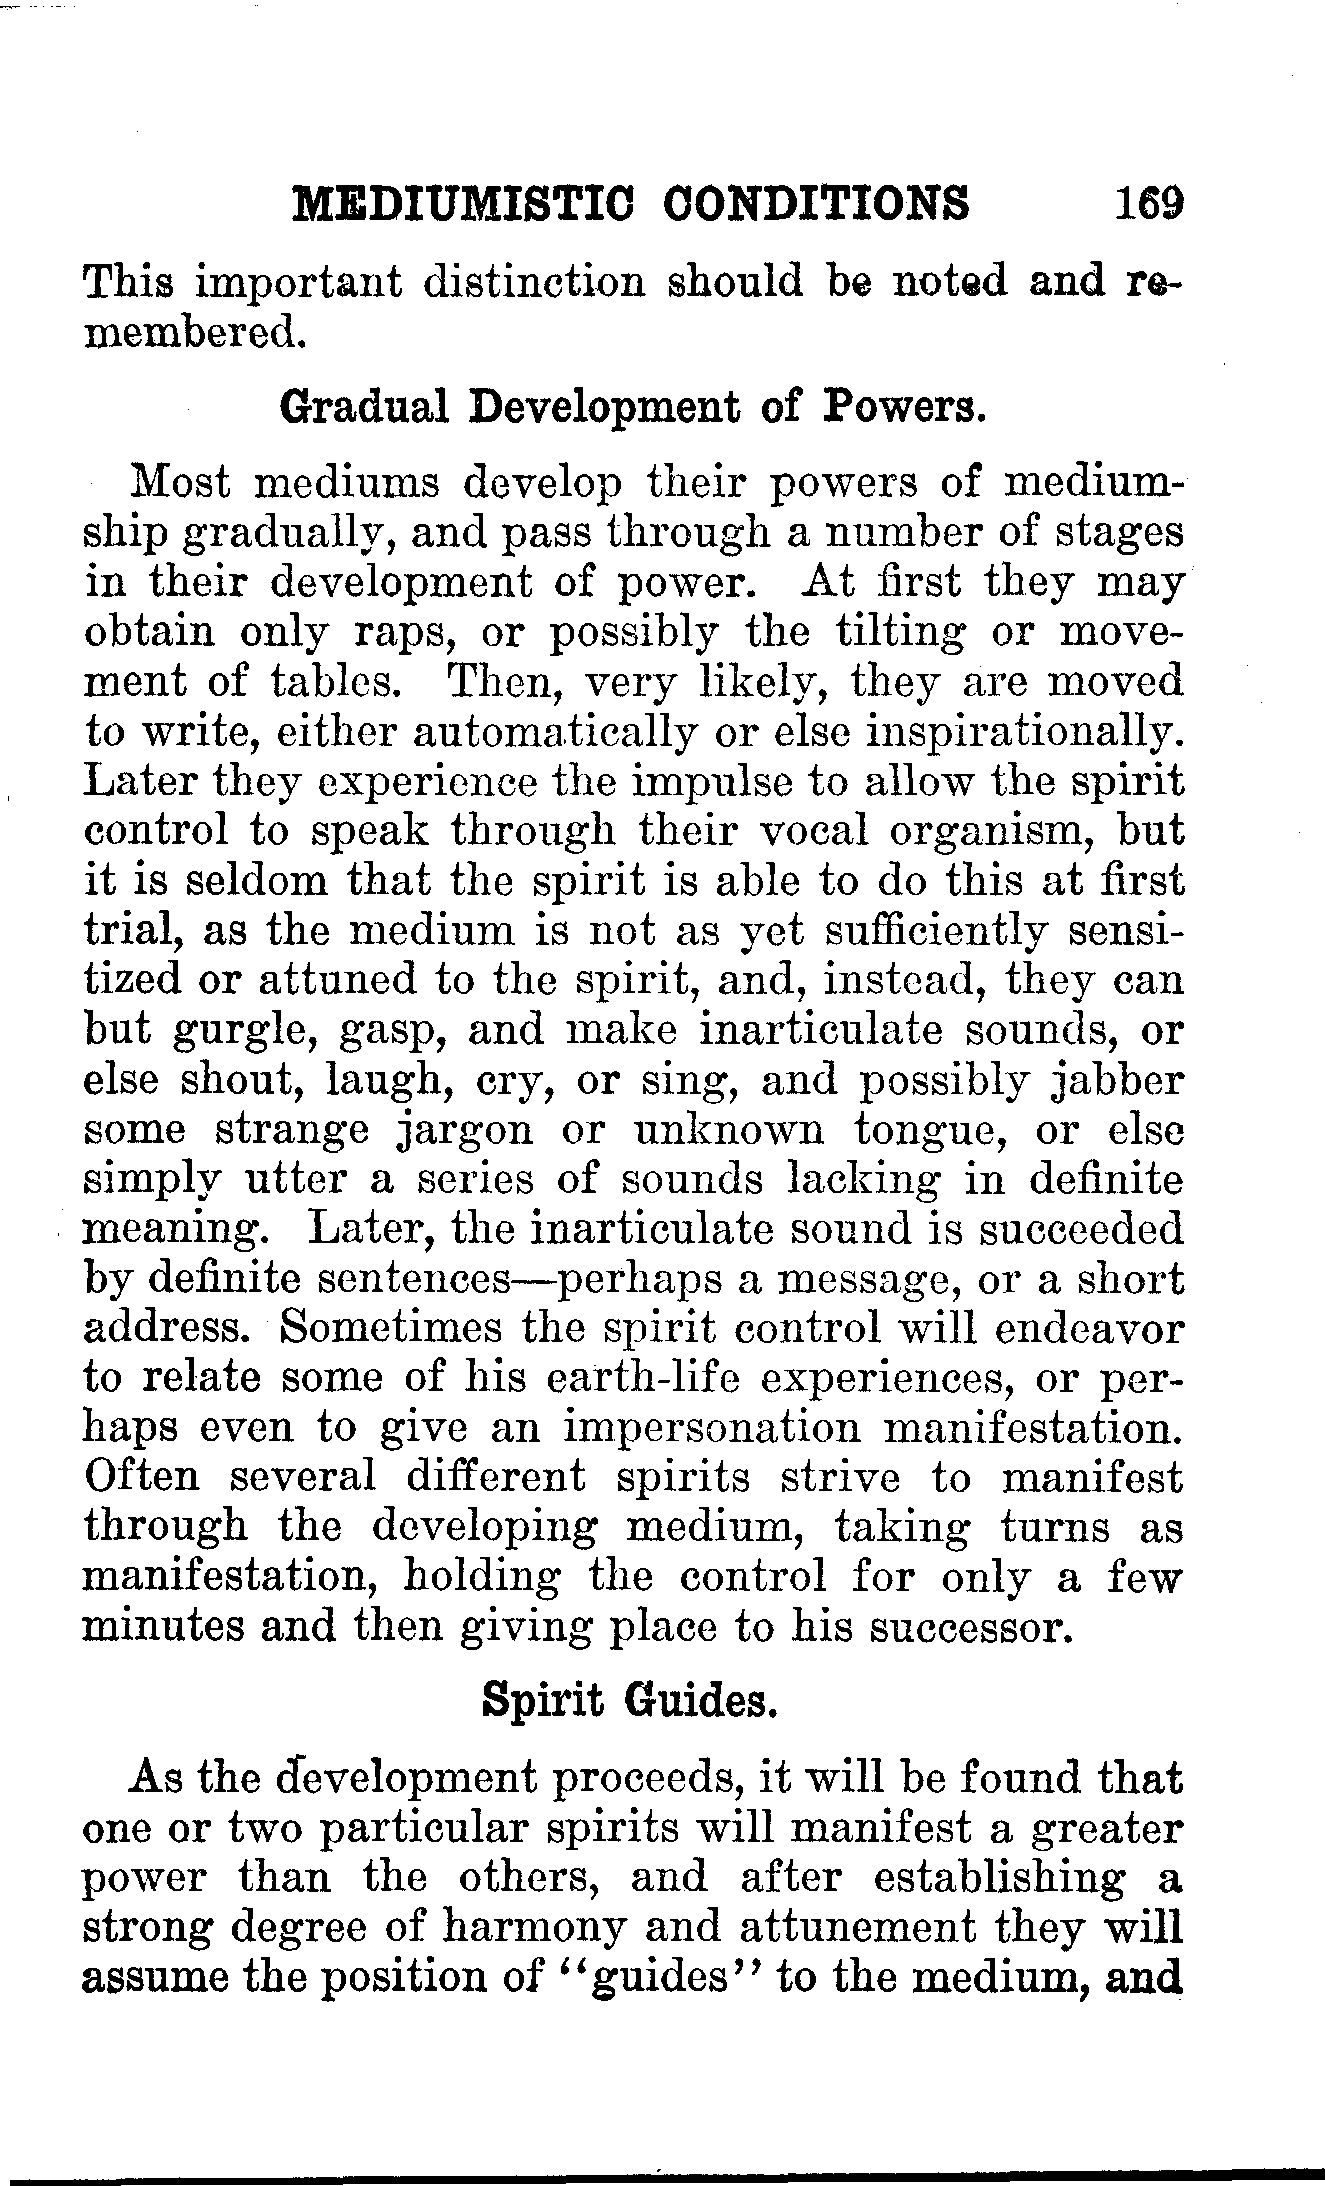 MEDIUMISTIC CONDITIONS 169
This important distinction should be noted and re-
membered.
Gradual Development of Powers.
Most mediums develop their powers of medium-
ship gradually, and pass through a number of stages
in their development of power. At first they may
obtain only raps, or possibly the tilting or move-
ment of tables. Then, very likely, they are moved
to write, either automatically or else inspirationally.
Later they experience the impulse to allow the spirit
control to speak through their vocal organism, but
it is seldom that the spirit is able to do this at first
trial, as the medium is not as yet sufficiently sensi-
tized or attuned to the spirit, and, instead, they can
but gurgle, gasp, and make inarticulate sounds, or
else shout, laugh, cry, or sing, and possibly jabber
some strange jargon or unknown tongue, or else
simply utter a series of sounds lacking in definite
meaning. Later, the inarticulate sound is succeeded
by definite sentences—perhaps a message, or a short
address. Sometimes the spirit control will endeavor
to relate some of his earth-life experiences, or per-
haps even to give an impersonation manifestation.
Often several different spirits strive to manifest
through the developing medium, taking turns as
manifestation, holding the control for only a few
minutes and then giving place to his successor.
Spirit Guides.
As the development proceeds, it will be found that
one or two particular spirits will manifest a greater
power than the others, and after establishing a
strong degree of harmony and attunement they will
assume the position of "guides" to the medium, and